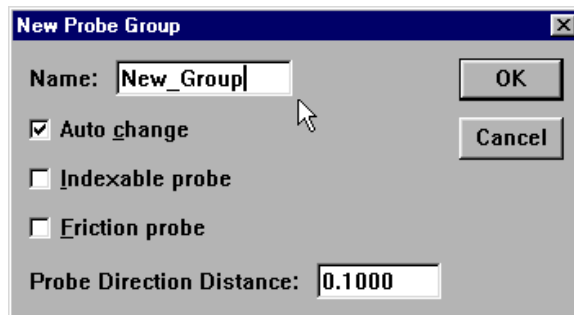 New Probe Group
Name: New_Group
OK
Auto change
Cancel
Indexable probe
Friction probe
Probe Direction Distance: 0.1000